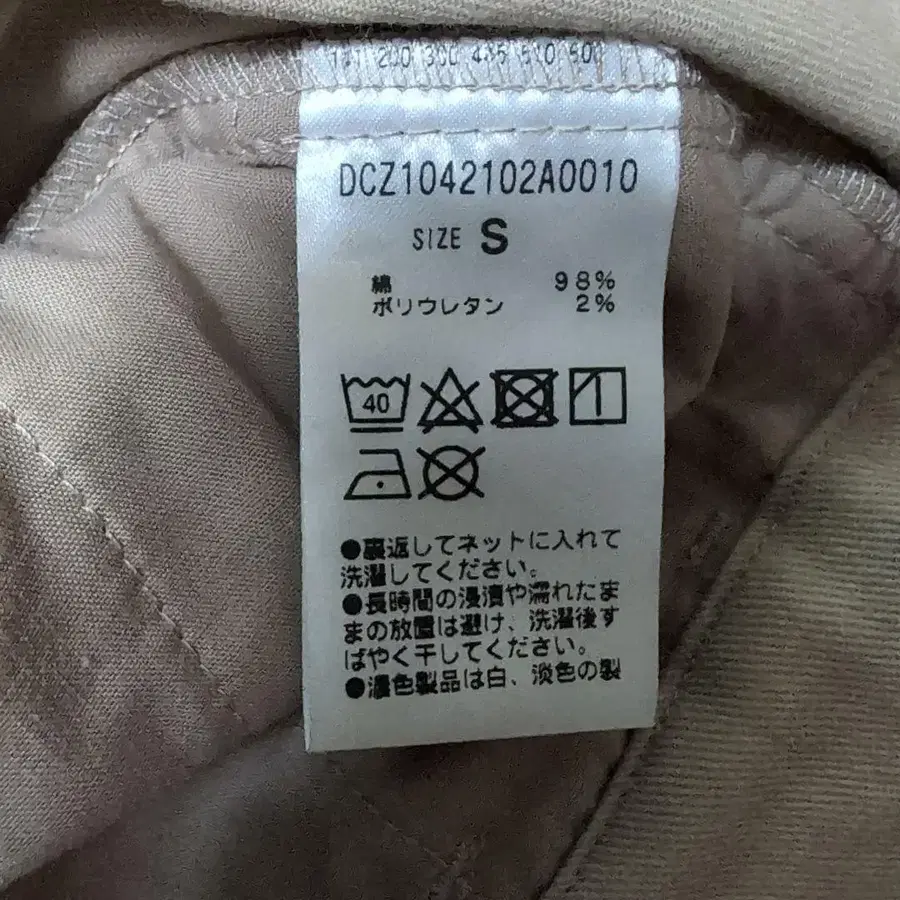 DCZ1042102A0010
SIZE S
綿 98%
ポリウレタン 2%
40
●裏返してネットに入れて
洗濯してください。
●長時間の浸漬や濡れたま
まの放置は避け、洗濯後す
ばやく干してください。
●濃色製品は白、淡色の製